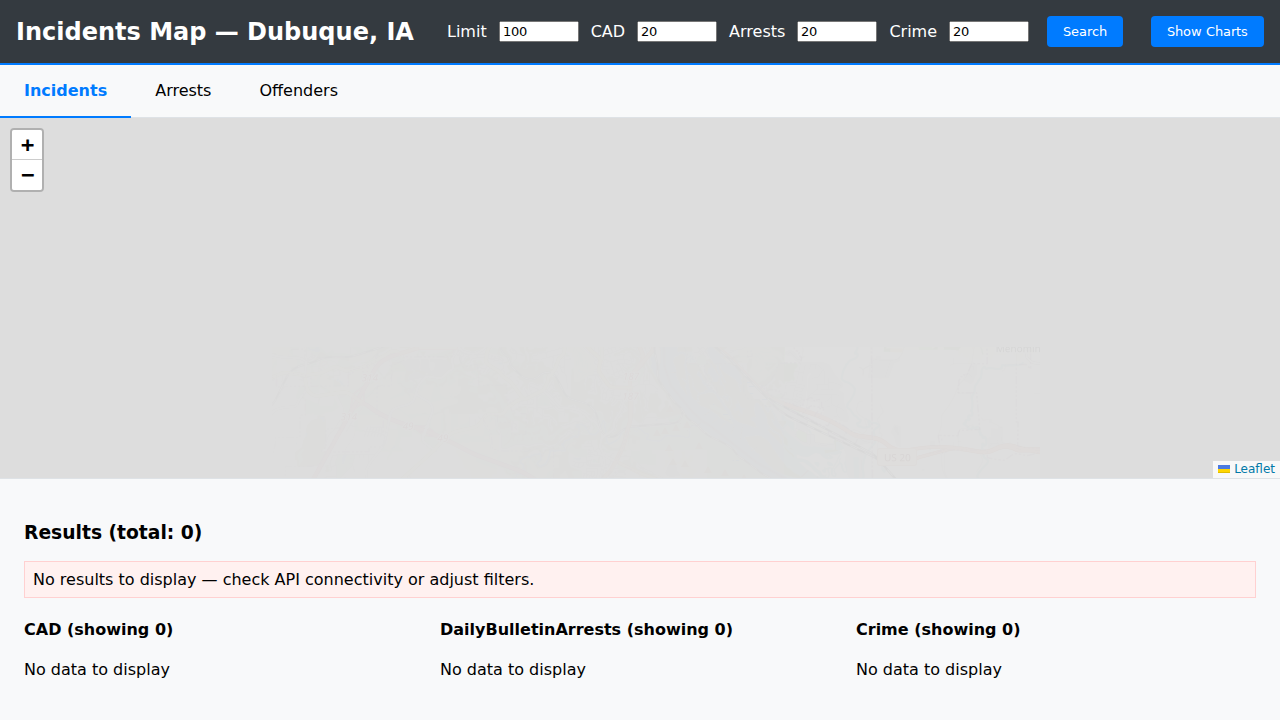 Incidents Map — Dubuque, IA
Limit 100 CAD 20 Arrests 20 Crime 20 Search Show Charts
Incidents Arrests Offenders
+
−
Leaflet
Results (total: 0)
No results to display — check API connectivity or adjust filters.
CAD (showing 0) DailyBulletinArrests (showing 0) Crime (showing 0)
No data to display No data to display No data to display